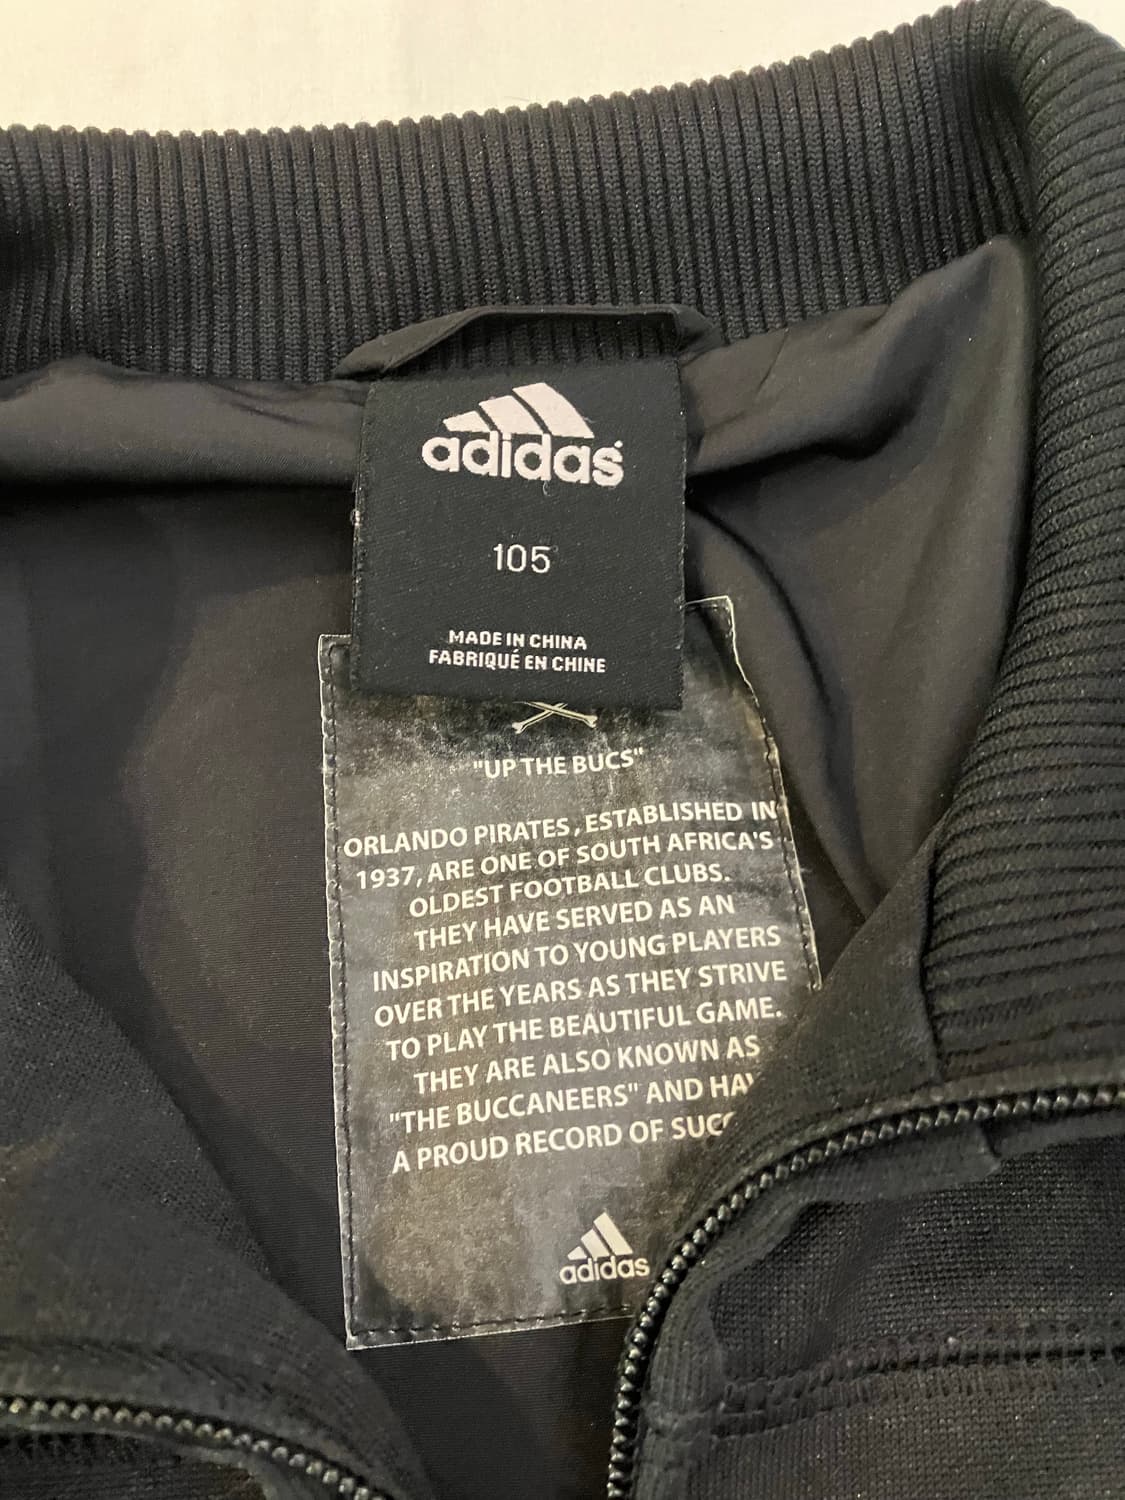 adidas
105
MADE IN CHINA
FABRIQUÉ EN CHINE
"UP THE BUCS"
ORLANDO PIRATES, ESTABLISHED IN
1937, ARE ONE OF SOUTH AFRICA'S
OLDEST FOOTBALL CLUBS.
THEY HAVE SERVED AS AN
INSPIRATION TO YOUNG PLAYERS
OVER THE YEARS AS THEY STRIVE
TO PLAY THE BEAUTIFUL GAME.
THEY ARE ALSO KNOWN AS
"THE BUCCANEERS" AND
A PROUD RECORD OF
adidas